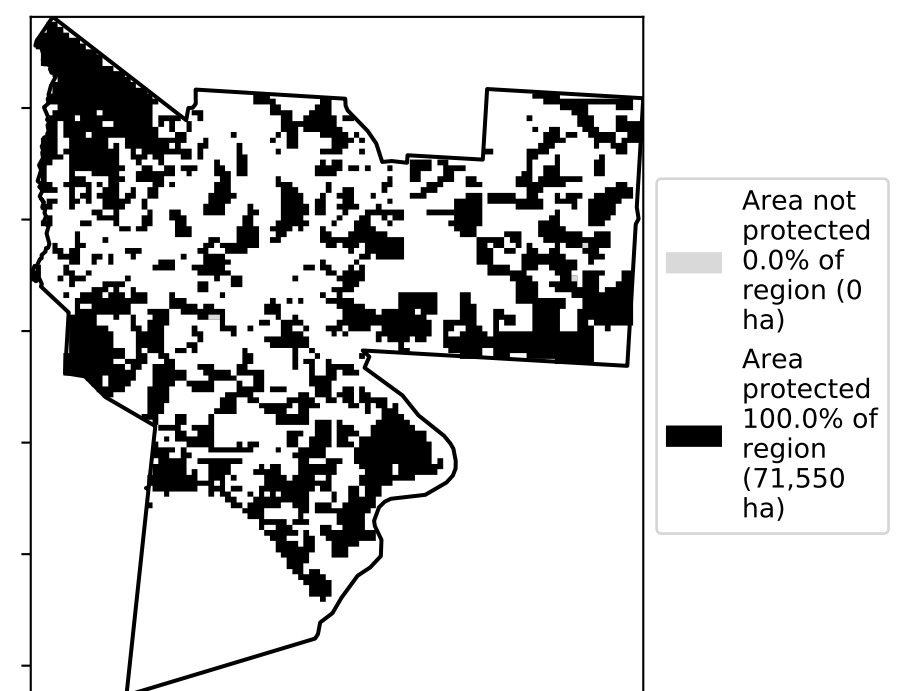 Area not
protected
0.0% of
region (0
ha)
Area
protected
100.0% of
region
(71,550
ha)